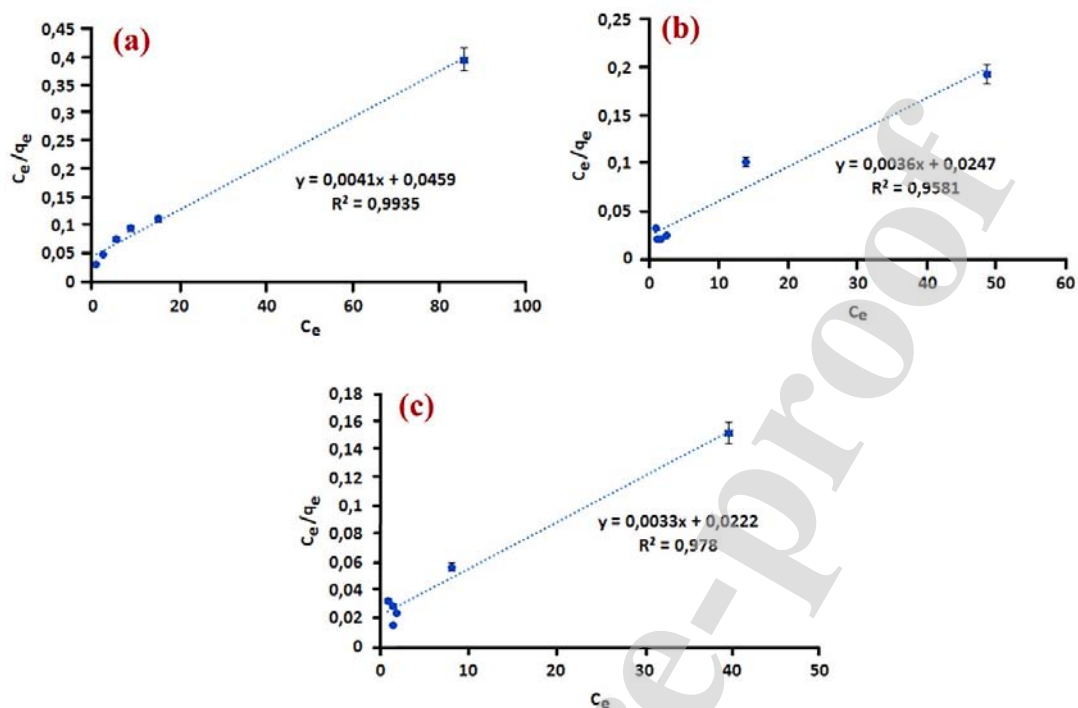 (a)
0,45
0,4
0,35
0,3
0,25
0,2
0,15
0,1
0,05
0
Ce/qe
y = 0,0041x + 0,0459
R² = 0,9935
0 20 40 60 80 100
Ce
(b)
0,2
0,15
0,1
0,05
0
Ce/qe
y = 0,0036x + 0,0247
R² = 0,9581
0 10 20 30 40 50 60
Ce
(c)
0,18
0,16
0,14
0,12
0,1
0,08
0,06
0,04
0,02
0
Ce/qe
y = 0,0033x + 0,0222
R² = 0,978
0 10 20 30 40 50
Ce
e-proof